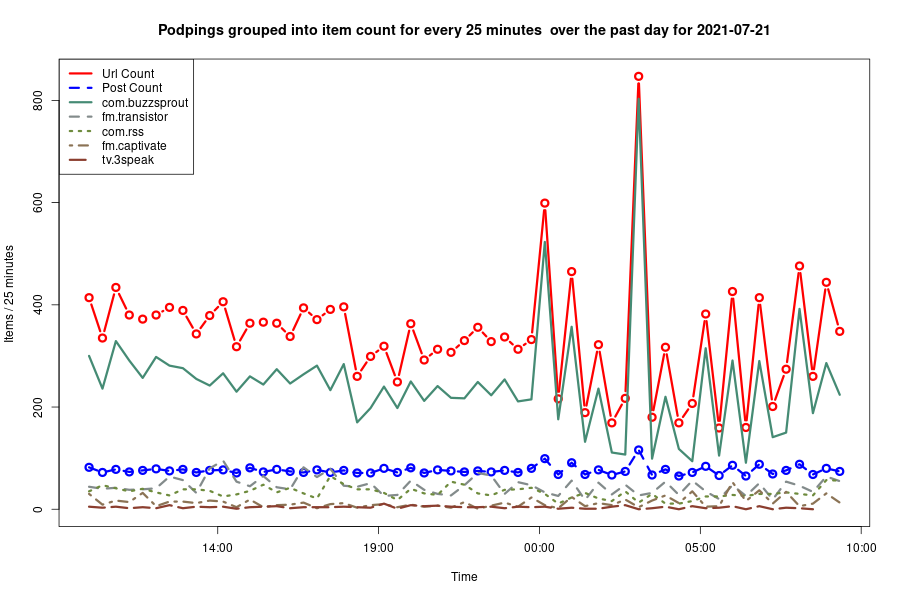 Podpings grouped into item count for every 25 minutes  over the past day for 2021-07-21
Url Count
Post Count
com.buzzsprout
fm.transistor
com.rss
fm.captivate
tv.3speak
Items / 25 minutes
800
600
400
200
0
14:00 19:00 00:00 05:00 10:00
Time